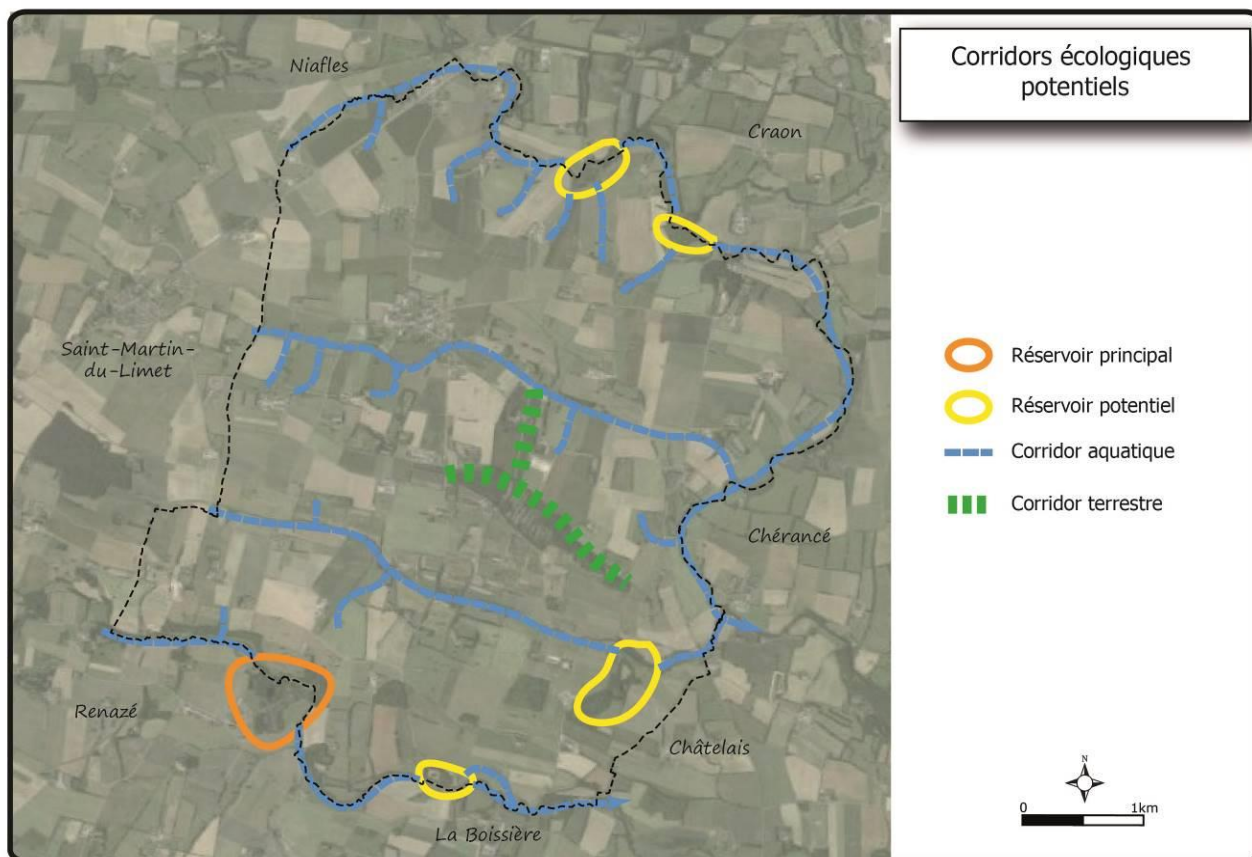 Corridors écologiques
potentiels
Niafles
Craon
Saint-Martin-
du-Limet
Chérancé
Renazé
Châtelais
La Boissière
Réservoir principal
Réservoir potentiel
Corridor aquatique
Corridor terrestre
N
0 1km